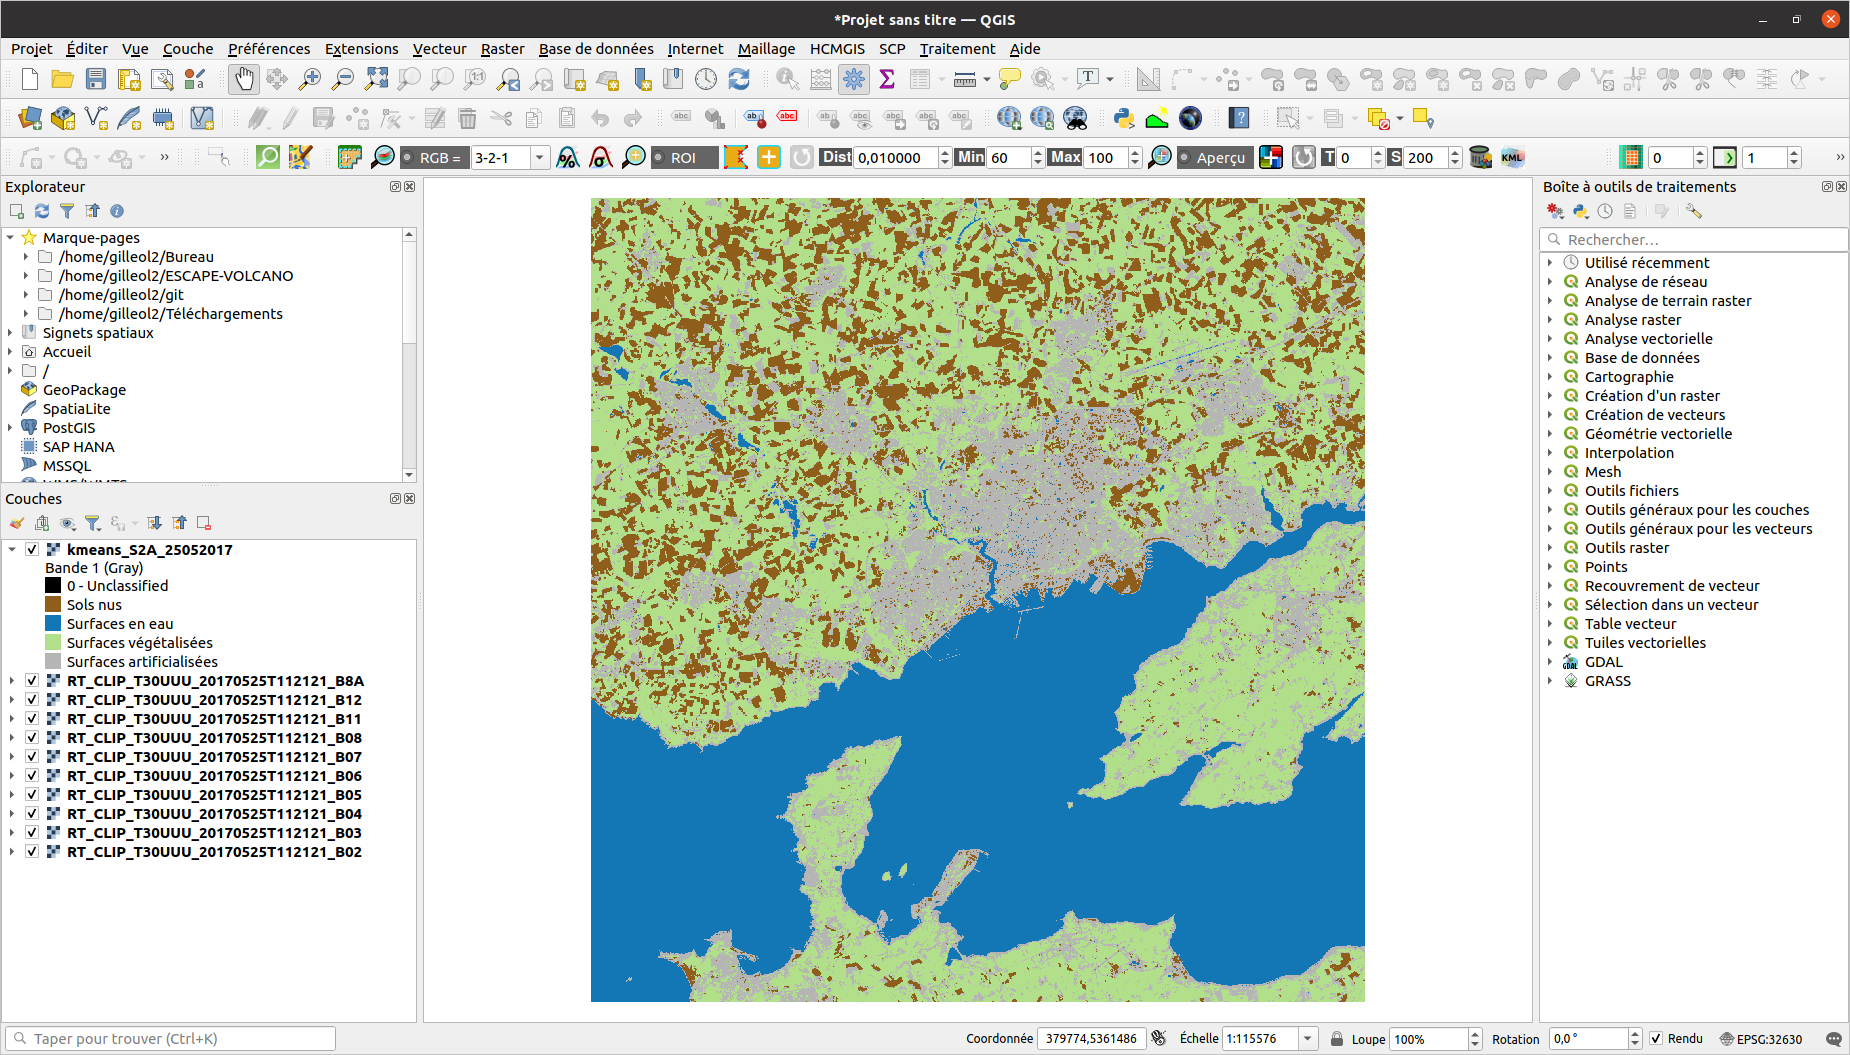 *Projet sans titre — QGIS
Projet Éditer Vue Couche Préférences Extensions Vecteur Raster Base de données Internet Maillage HCMGIS SCP Traitement Aide
RGB = 3-2-1 ROI Dist 0,010000 Min 60 Max 100 Aperçu T 0 S 200 KML 0 1
Explorateur
Marque-pages
/home/gilleol2/Bureau
/home/gilleol2/ESCAPE-VOLCANO
/home/gilleol2/git
/home/gilleol2/Téléchargements
Signets spatiaux
Accueil
/
GeoPackage
SpatiaLite
PostGIS
SAP HANA
MSSQL
WMS/WMTS
Couches
kmeans_S2A_25052017
Bande 1 (Gray)
0 - Unclassified
Sols nus
Surfaces en eau
Surfaces végétalisées
Surfaces artificialisées
RT_CLIP_T30UUU_20170525T112121_B8A
RT_CLIP_T30UUU_20170525T112121_B12
RT_CLIP_T30UUU_20170525T112121_B11
RT_CLIP_T30UUU_20170525T112121_B08
RT_CLIP_T30UUU_20170525T112121_B07
RT_CLIP_T30UUU_20170525T112121_B06
RT_CLIP_T30UUU_20170525T112121_B05
RT_CLIP_T30UUU_20170525T112121_B04
RT_CLIP_T30UUU_20170525T112121_B03
RT_CLIP_T30UUU_20170525T112121_B02
Boîte à outils de traitements
Rechercher…
Utilisé récemment
Analyse de réseau
Analyse de terrain raster
Analyse raster
Analyse vectorielle
Base de données
Cartographie
Création d'un raster
Création de vecteurs
Géométrie vectorielle
Interpolation
Mesh
Outils fichiers
Outils généraux pour les couches
Outils généraux pour les vecteurs
Outils raster
Points
Recouvrement de vecteur
Sélection dans un vecteur
Table vecteur
Tuiles vectorielles
GDAL
GRASS
Taper pour trouver (Ctrl+K) Coordonnée 379774,5361486 Échelle 1:115576 Loupe 100% Rotation 0,0 ° Rendu EPSG:32630